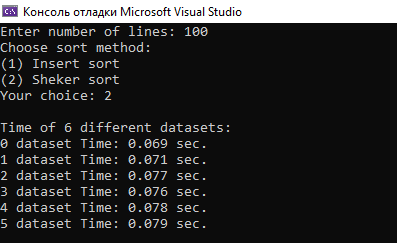 Консоль отладки Microsoft Visual Studio
Enter number of lines: 100
Choose sort method:
(1) Insert sort
(2) Sheker sort
Your choice: 2
Time of 6 different datasets:
0 dataset Time: 0.069 sec.
1 dataset Time: 0.071 sec.
2 dataset Time: 0.077 sec.
3 dataset Time: 0.076 sec.
4 dataset Time: 0.078 sec.
5 dataset Time: 0.079 sec.